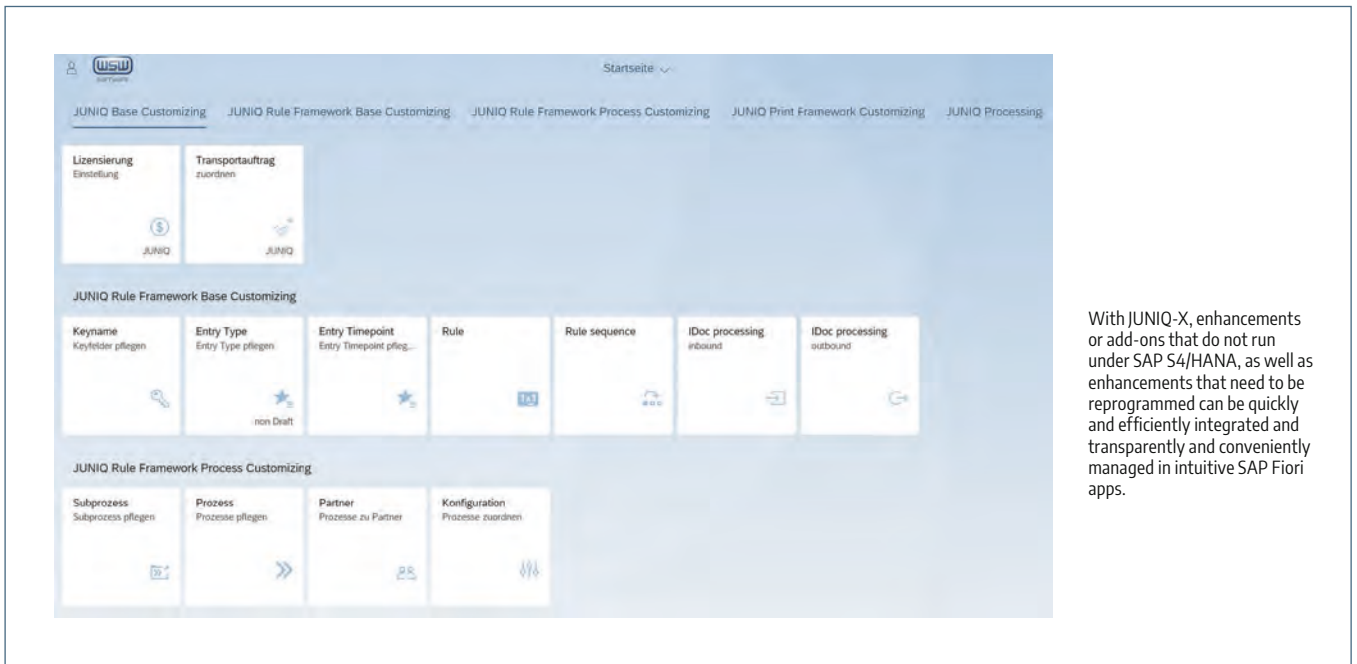 WSW
software
Startseite
JUNIQ Base Customizing JUNIQ Rule Framework Base Customizing JUNIQ Rule Framework Process Customizing JUNIQ Print Framework Customizing JUNIQ Processing
Lizensierung
Einstellung
JUNIQ
Transportauftrag
zuordnen
JUNIQ
JUNIQ Rule Framework Base Customizing
Keyname
Keyfelder pflegen
Entry Type
Entry Type pflegen
non Draft
Entry Timepoint
Entry Timepoint pfleg...
Rule
Rule sequence
IDoc processing
inbound
IDoc processing
outbound
JUNIQ Rule Framework Process Customizing
Subprozess
Subprozess pflegen
Prozess
Prozesse pflegen
Partner
Prozesse zu Partner
Konfiguration
Prozesse zuordnen
With JUNIQ-X, enhancements
or add-ons that do not run
under SAP S4/HANA, as well as
enhancements that need to be
reprogrammed can be quickly
and efficiently integrated and
transparently and conveniently
managed in intuitive SAP Fiori
apps.